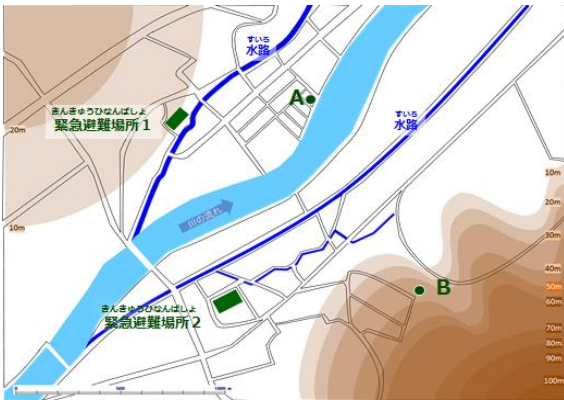 すいろ
水路
A
きんきゅうひなんばしょ
緊急避難場所１
すいろ
水路
20m
10m
10m
20m
30m
川の流れ
40m
50m
B
60m
きんきゅうひなんばしょ
緊急避難場所２
70m
80m
90m
100m